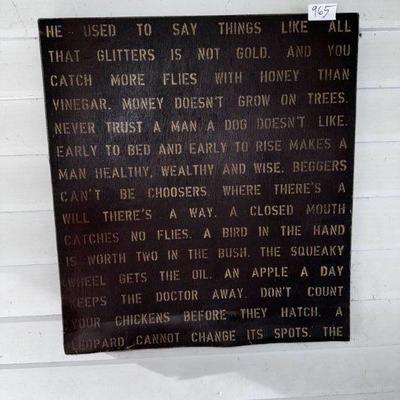 965
HE USED TO SAY THINGS LIKE ALL
THAT GLITTERS IS NOT GOLD. AND YOU
CATCH MORE FLIES WITH HONEY THAN
VINEGAR. MONEY DOESN'T GROW ON TREES.
NEVER TRUST A MAN A DOG DOESN'T LIKE.
EARLY TO BED AND EARLY TO RISE MAKES A
MAN HEALTHY, WEALTHY AND WISE. BEGGERS
CAN'T BE CHOOSERS. WHERE THERE'S A
WILL THERE'S A WAY. A CLOSED MOUTH
CATCHES NO FLIES. A BIRD IN THE HAND
IS WORTH TWO IN THE BUSH. THE SQUEAKY
WHEEL GETS THE OIL. AN APPLE A DAY
KEEPS THE DOCTOR AWAY. DON'T COUNT
YOUR CHICKENS BEFORE THEY HATCH. A
LEOPARD CANNOT CHANGE ITS SPOTS. THE